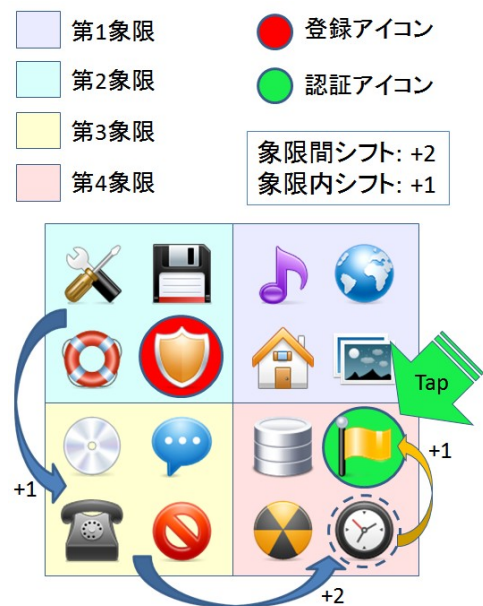 第1象限
第2象限
第3象限
第4象限
登録アイコン
認証アイコン
象限間シフト: +2
象限内シフト: +1
Tap
+1
+1
+2